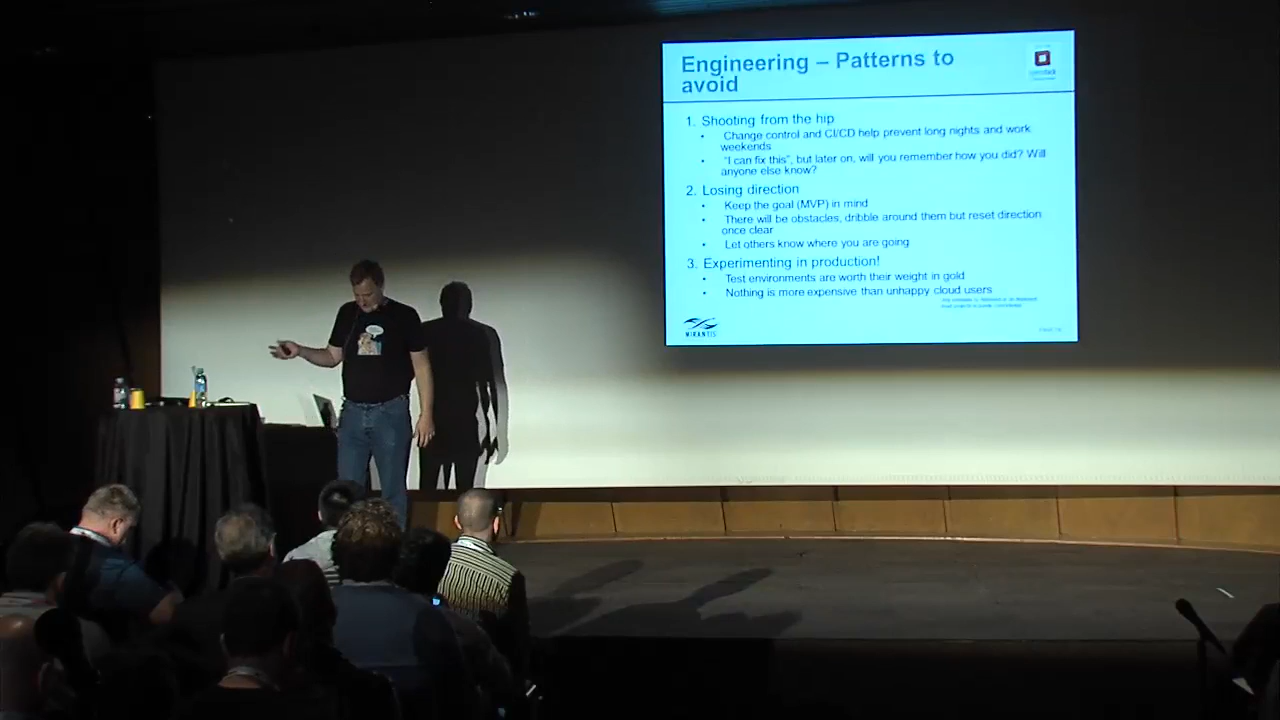 Engineering – Patterns to
avoid
1. Shooting from the hip
• Change control and CI/CD help prevent long nights and work
weekends
• "I can fix this", but later on, will you remember how you did? Will
anyone else know?
2. Losing direction
• Keep the goal (MVP) in mind
• There will be obstacles, dribble around them but reset direction
once clear
• Let others know where you are going
3. Experimenting in production!
• Test environments are worth their weight in gold
• Nothing is more expensive than unhappy cloud users
MIRANTIS